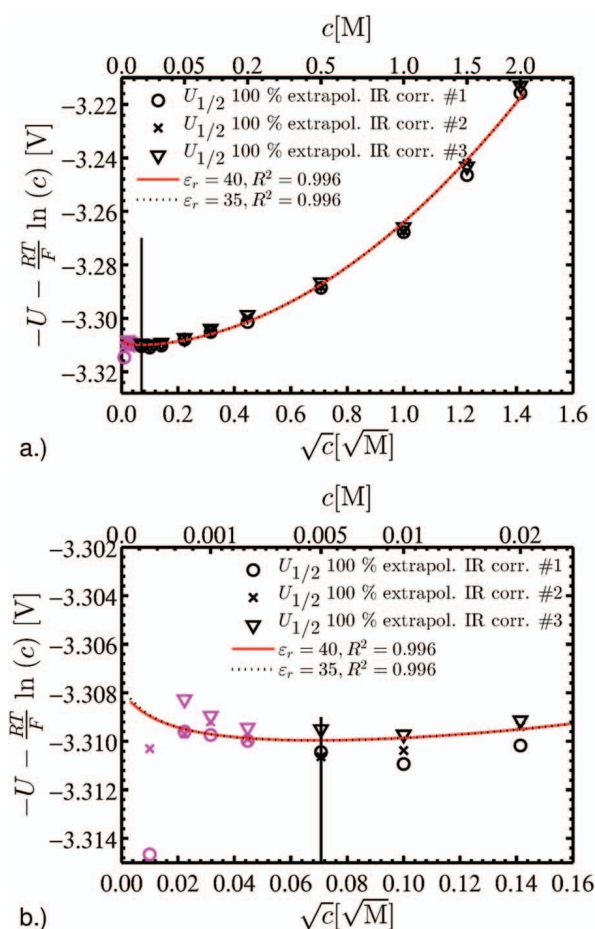 c[M]
0.0 0.05 0.2 0.5 1.0 1.5 2.0
U1/2 100 % extrapol. IR corr. #1
U1/2 100 % extrapol. IR corr. #2
U1/2 100 % extrapol. IR corr. #3
εr = 40, R² = 0.996
εr = 35, R² = 0.996
−U − RT/F ln (c) [V]
−3.22
−3.24
−3.26
−3.28
−3.30
−3.32
0.0 0.2 0.4 0.6 0.8 1.0 1.2 1.4 1.6
√c[√M]
a.)
c[M]
0.0 0.001 0.005 0.01 0.02
U1/2 100 % extrapol. IR corr. #1
U1/2 100 % extrapol. IR corr. #2
U1/2 100 % extrapol. IR corr. #3
εr = 40, R² = 0.996
εr = 35, R² = 0.996
−U − RT/F ln (c) [V]
−3.302
−3.304
−3.306
−3.308
−3.310
−3.312
−3.314
0.00 0.02 0.04 0.06 0.08 0.10 0.12 0.14 0.16
√c[√M]
b.)